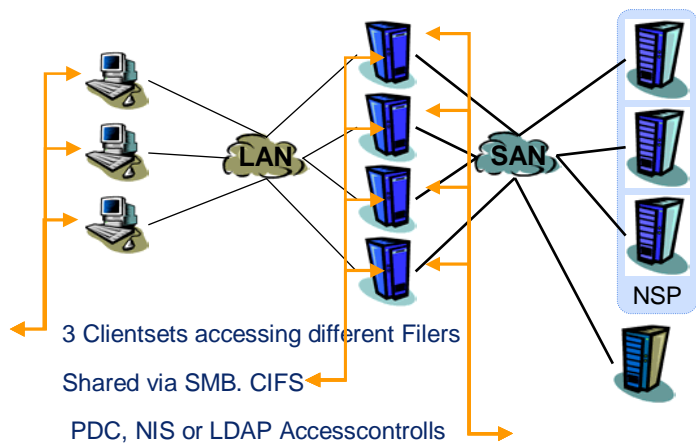 LAN
SAN
NSP
3 Clientsets accessing different Filers
Shared via SMB. CIFS
PDC, NIS or LDAP Accesscontrolls